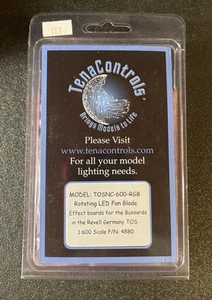 TenaControls
Brings Models to Life
Please Visit
www.tenacontrols.com
For all your model
lighting needs.
MODEL: TOSNC-600-RGB
Rotating LED Fan Blade
Effect boards for the Bussards
in the Revell Germany TOS
1:600 Scale P/N: 4880